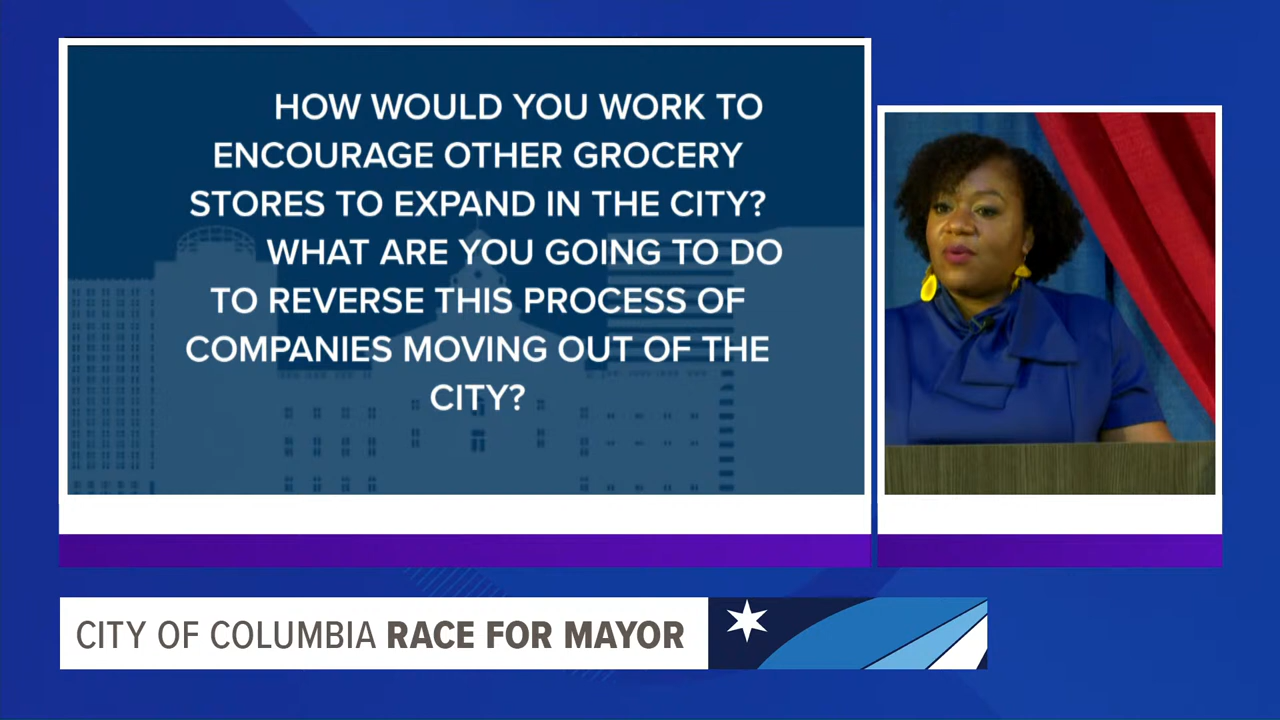 HOW WOULD YOU WORK TO
ENCOURAGE OTHER GROCERY
STORES TO EXPAND IN THE CITY?
WHAT ARE YOU GOING TO DO
TO REVERSE THIS PROCESS OF
COMPANIES MOVING OUT OF THE
CITY?
CITY OF COLUMBIA RACE FOR MAYOR